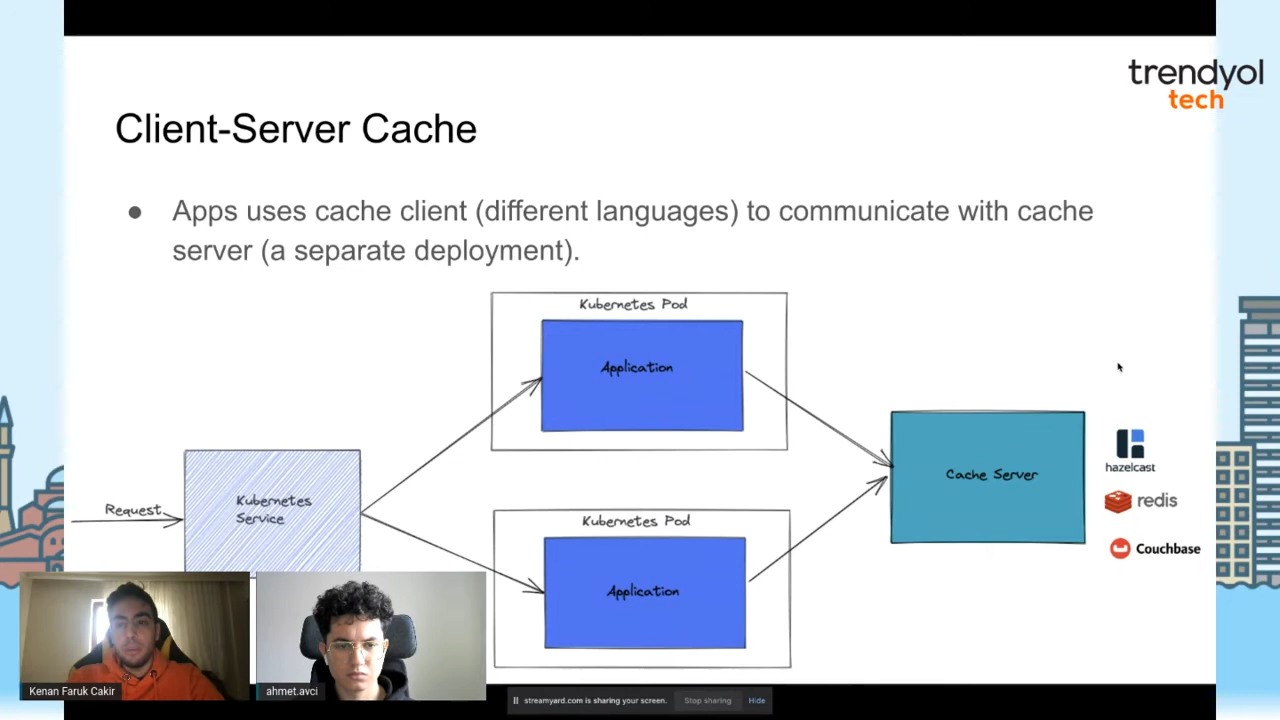 trendyol
tech
Client-Server Cache
● Apps uses cache client (different languages) to communicate with cache
server (a separate deployment).
Kubernetes Pod
Application
Request
Kubernetes
Service
Cache Server
hazelcast
redis
Couchbase
Kubernetes Pod
Application
Kenan Faruk Cakir
ahmet.avci
streamyard.com is sharing your screen.
Stop sharing
Hide